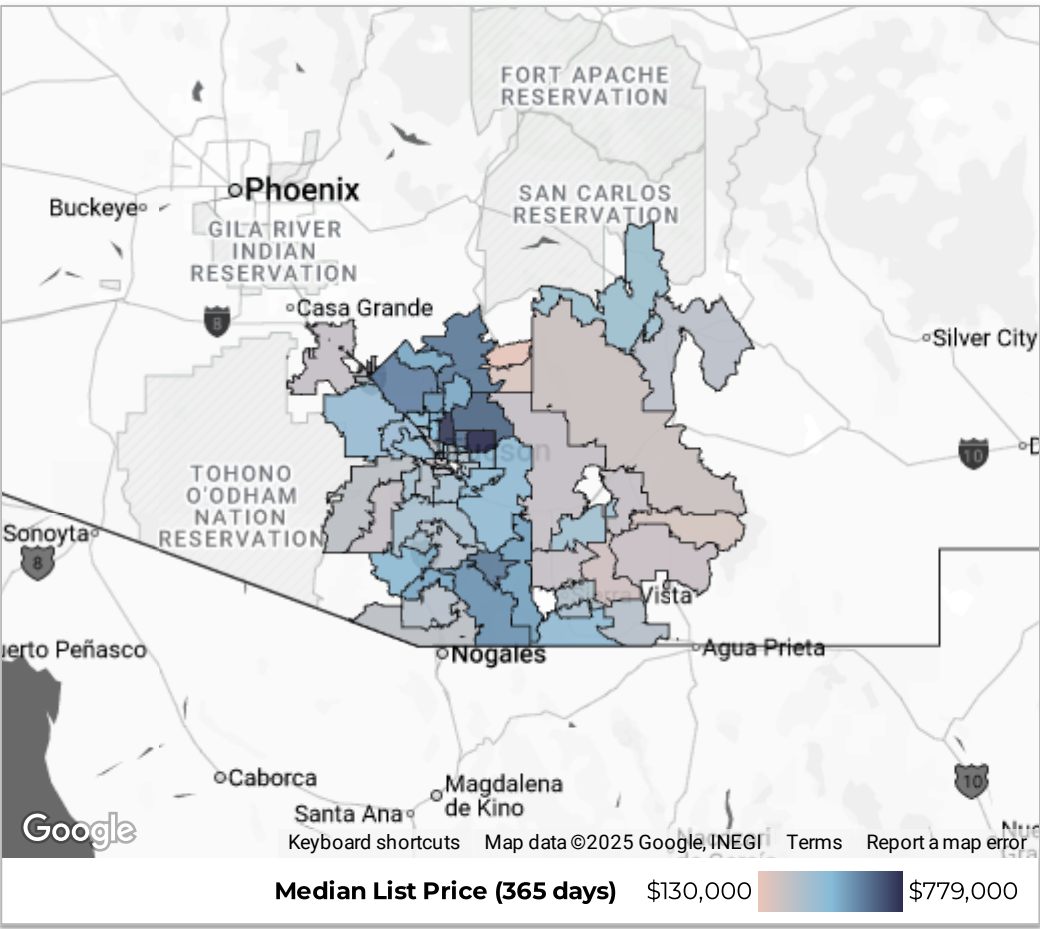 FORT APACHE
RESERVATION
Phoenix
Buckeye
SAN CARLOS
RESERVATION
GILA RIVER
INDIAN
RESERVATION
Casa Grande
8
Silver City
10
Tucson
TOHONO
O'ODHAM
NATION
RESERVATION
Sonoyta
8
Sierra Vista
Nogales
Agua Prieta
uerto Peñasco
Caborca
Magdalena
de Kino
Santa Ana
10
Google
Keyboard shortcuts
Map data ©2025 Google, INEGI
Terms
Report a map error
Median List Price (365 days)
$130,000
$779,000